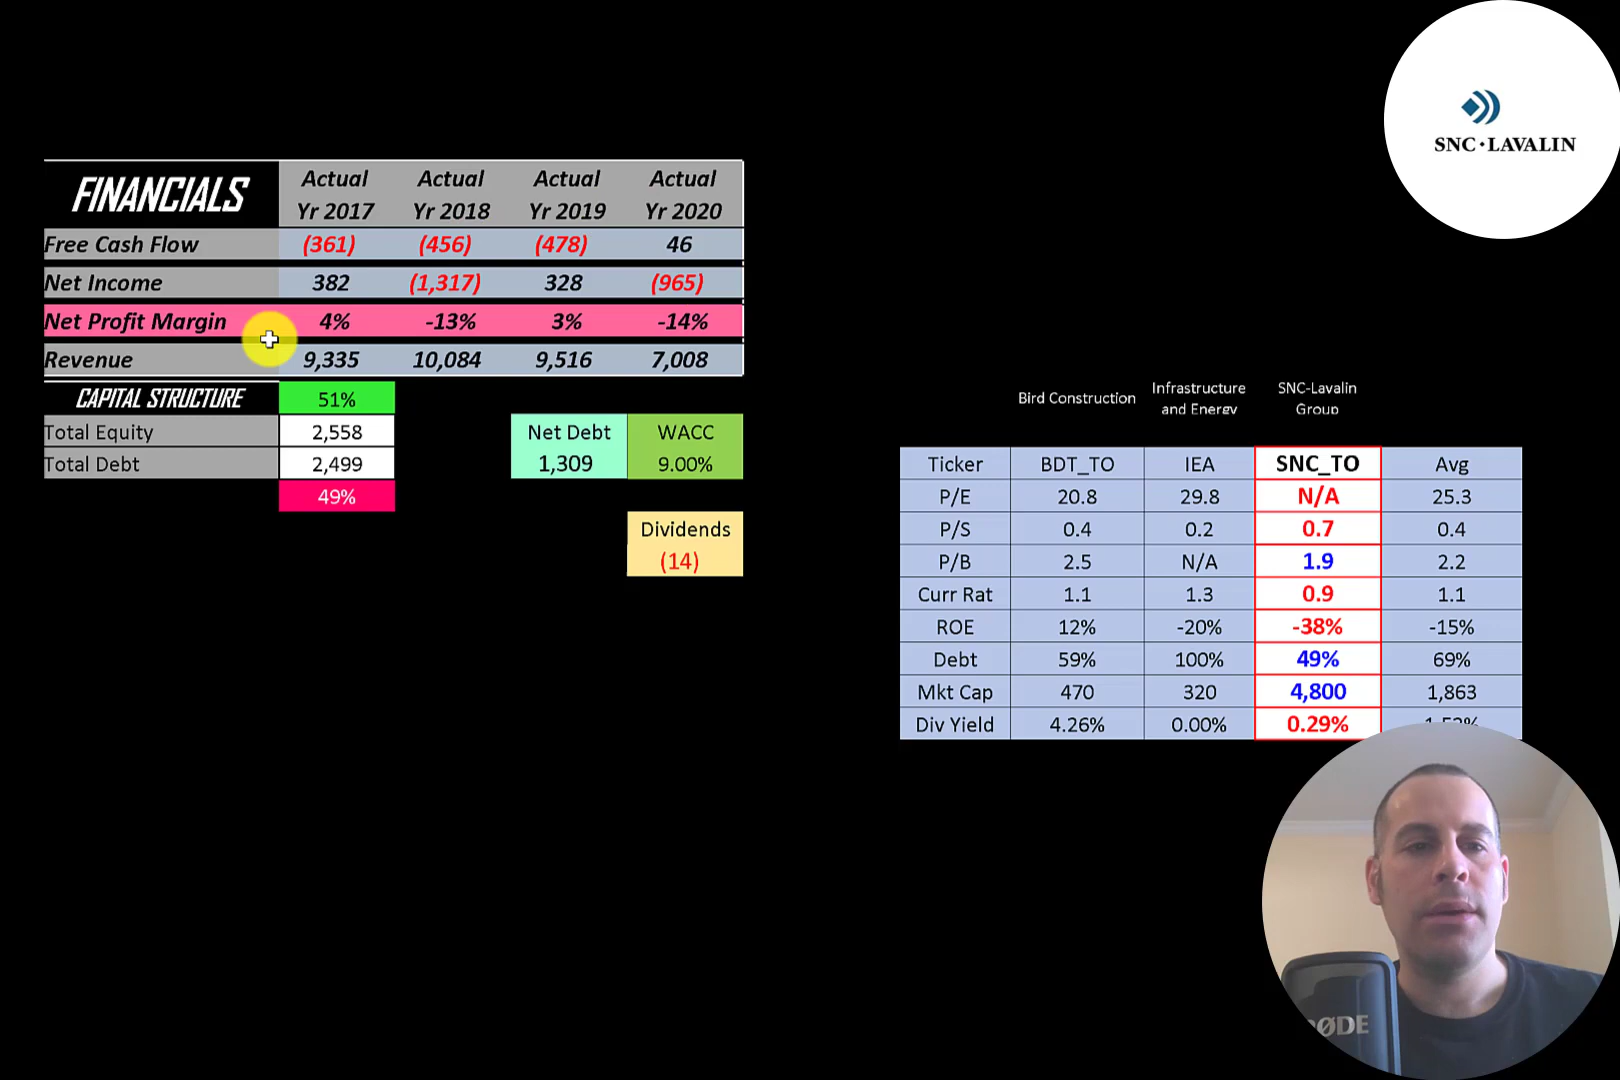 SNC·LAVALIN
FINANCIALS Actual Yr 2017 Actual Yr 2018 Actual Yr 2019 Actual Yr 2020
Free Cash Flow (361) (456) (478) 46
Net Income 382 (1,317) 328 (965)
Net Profit Margin 4% -13% 3% -14%
Revenue 9,335 10,084 9,516 7,008
CAPITAL STRUCTURE 51%
Total Equity 2,558
Total Debt 2,499
49%
Net Debt WACC
1,309 9.00%
Dividends
(14)
Bird Construction Infrastructure and Energy SNC-Lavalin Group
Ticker BDT_TO IEA SNC_TO Avg
P/E 20.8 29.8 N/A 25.3
P/S 0.4 0.2 0.7 0.4
P/B 2.5 N/A 1.9 2.2
Curr Rat 1.1 1.3 0.9 1.1
ROE 12% -20% -38% -15%
Debt 59% 100% 49% 69%
Mkt Cap 470 320 4,800 1,863
Div Yield 4.26% 0.00% 0.29%
RØDE